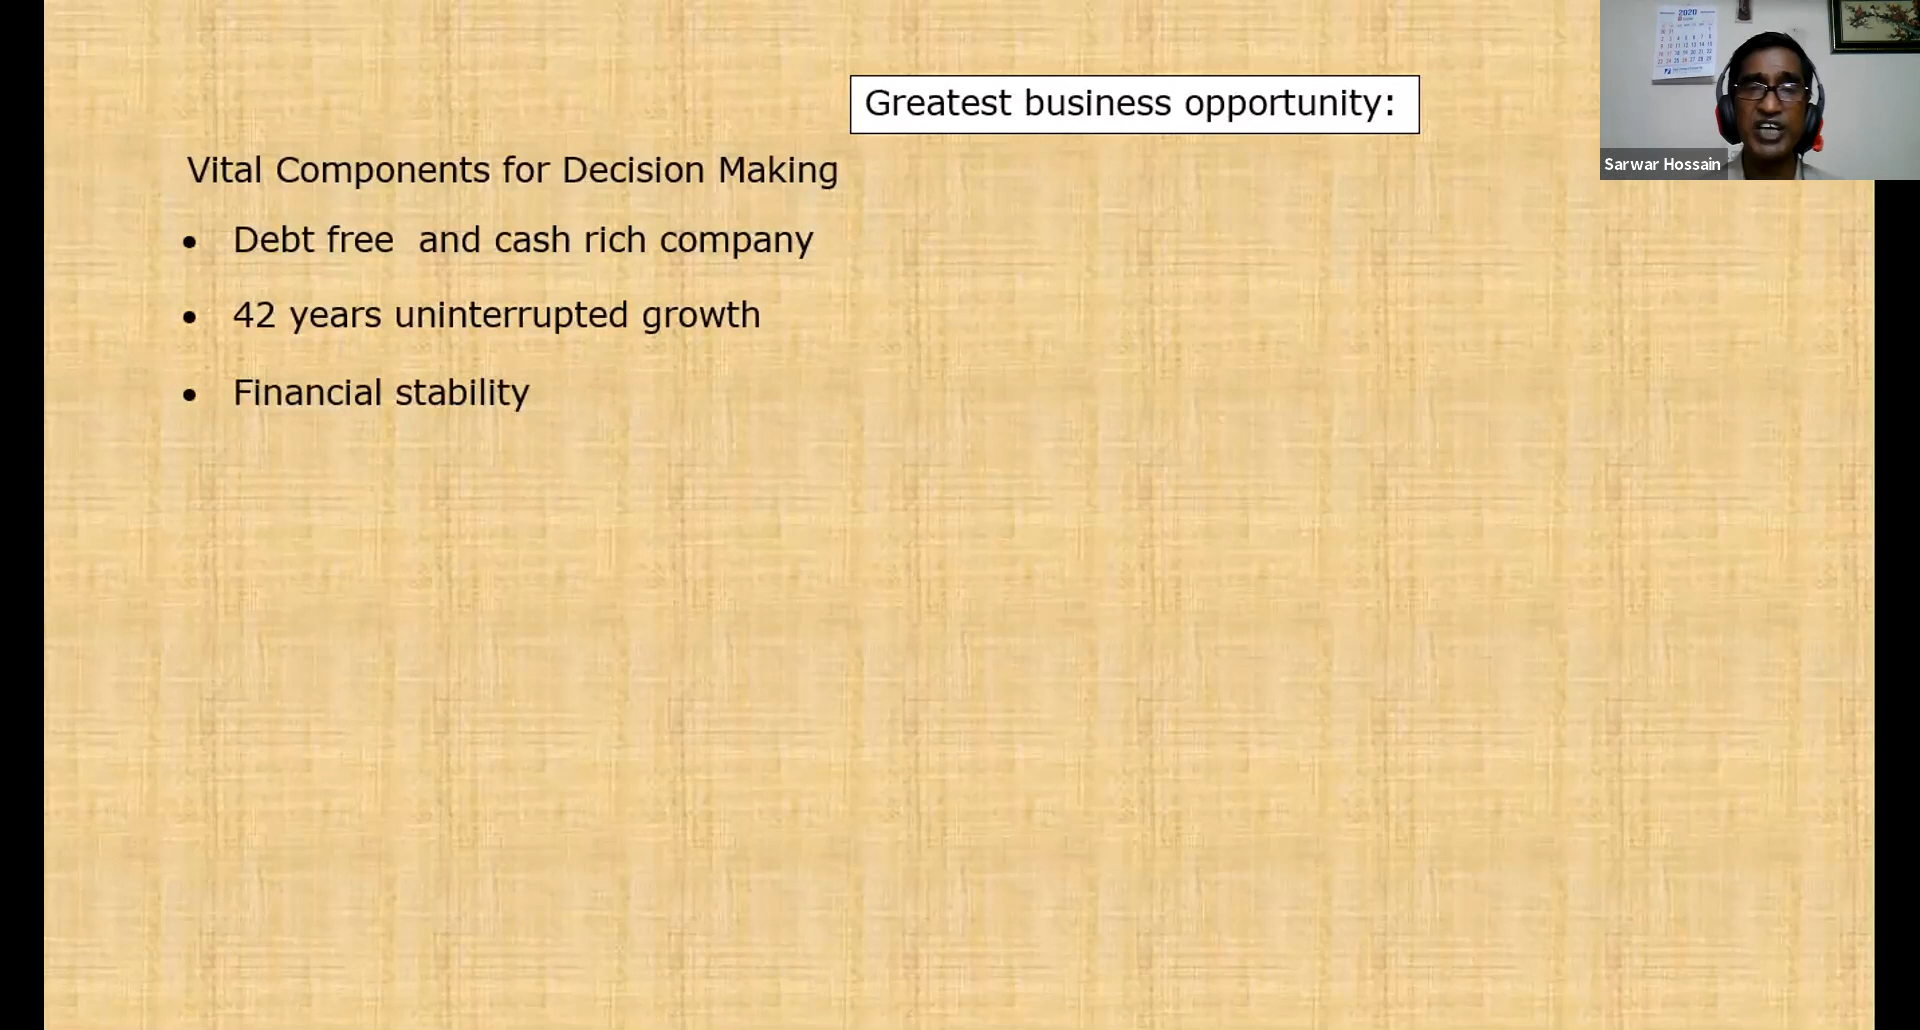 Greatest business opportunity:
Vital Components for Decision Making
• Debt free and cash rich company
• 42 years uninterrupted growth
• Financial stability
2020
Sarwar Hossain